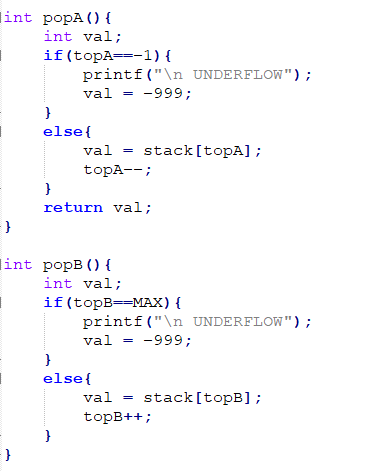 int popA(){
    int val;
    if(topA==-1){
        printf("\n UNDERFLOW");
        val = -999;
    }
    else{
        val = stack[topA];
        topA--;
    }
    return val;
}

int popB(){
    int val;
    if(topB==MAX){
        printf("\n UNDERFLOW");
        val = -999;
    }
    else{
        val = stack[topB];
        topB++;
    }
}